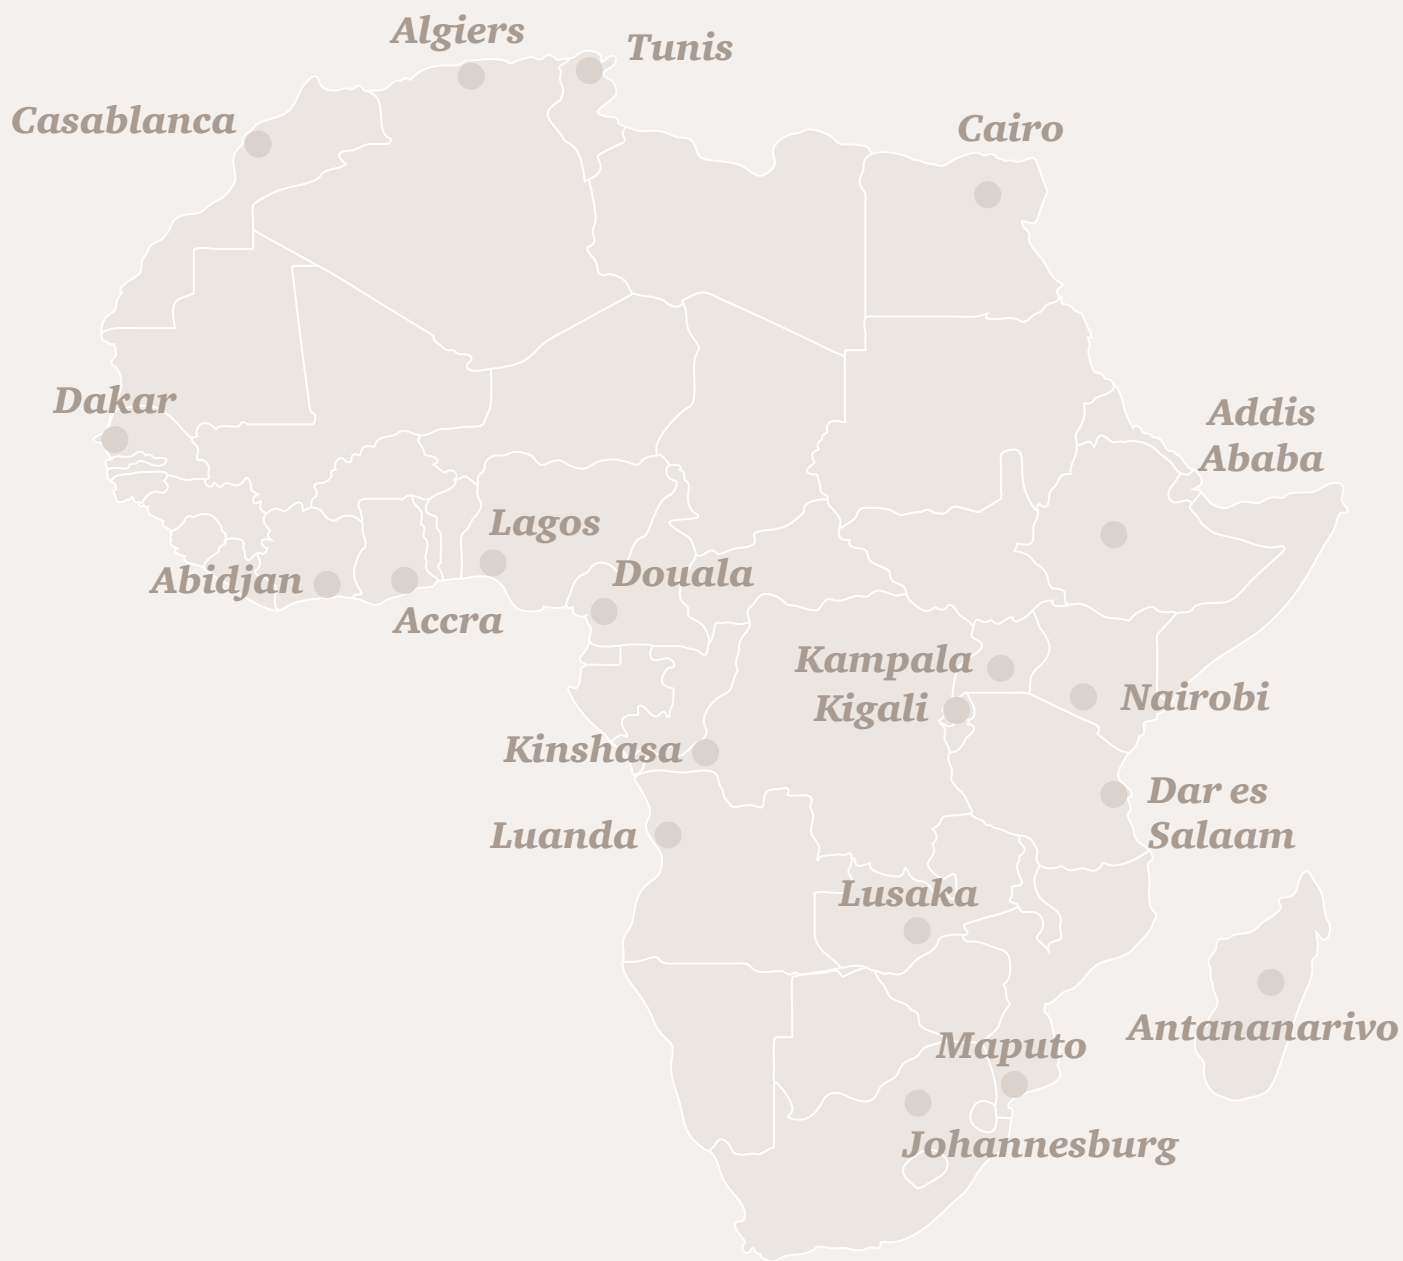 Algiers
Tunis
Casablanca
Cairo
Dakar
Addis
Ababa
Lagos
Douala
Abidjan
Accra
Kampala
Kigali
Nairobi
Kinshasa
Dar es
Salaam
Luanda
Lusaka
Antananarivo
Maputo
Johannesburg